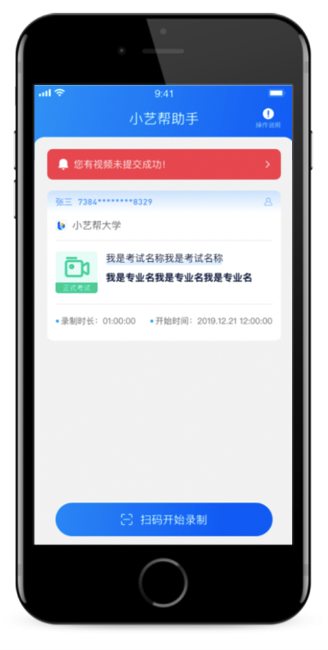 9:41
小艺帮助手
操作说明
您有视频未提交成功！
张三 7384********8329
小艺帮大学
我是考试名称我是考试名称
我是专业名我是专业名我是专业名
正式考试
录制时长：01:00:00
开始时间：2019.12.21 12:00:00
扫码开始录制